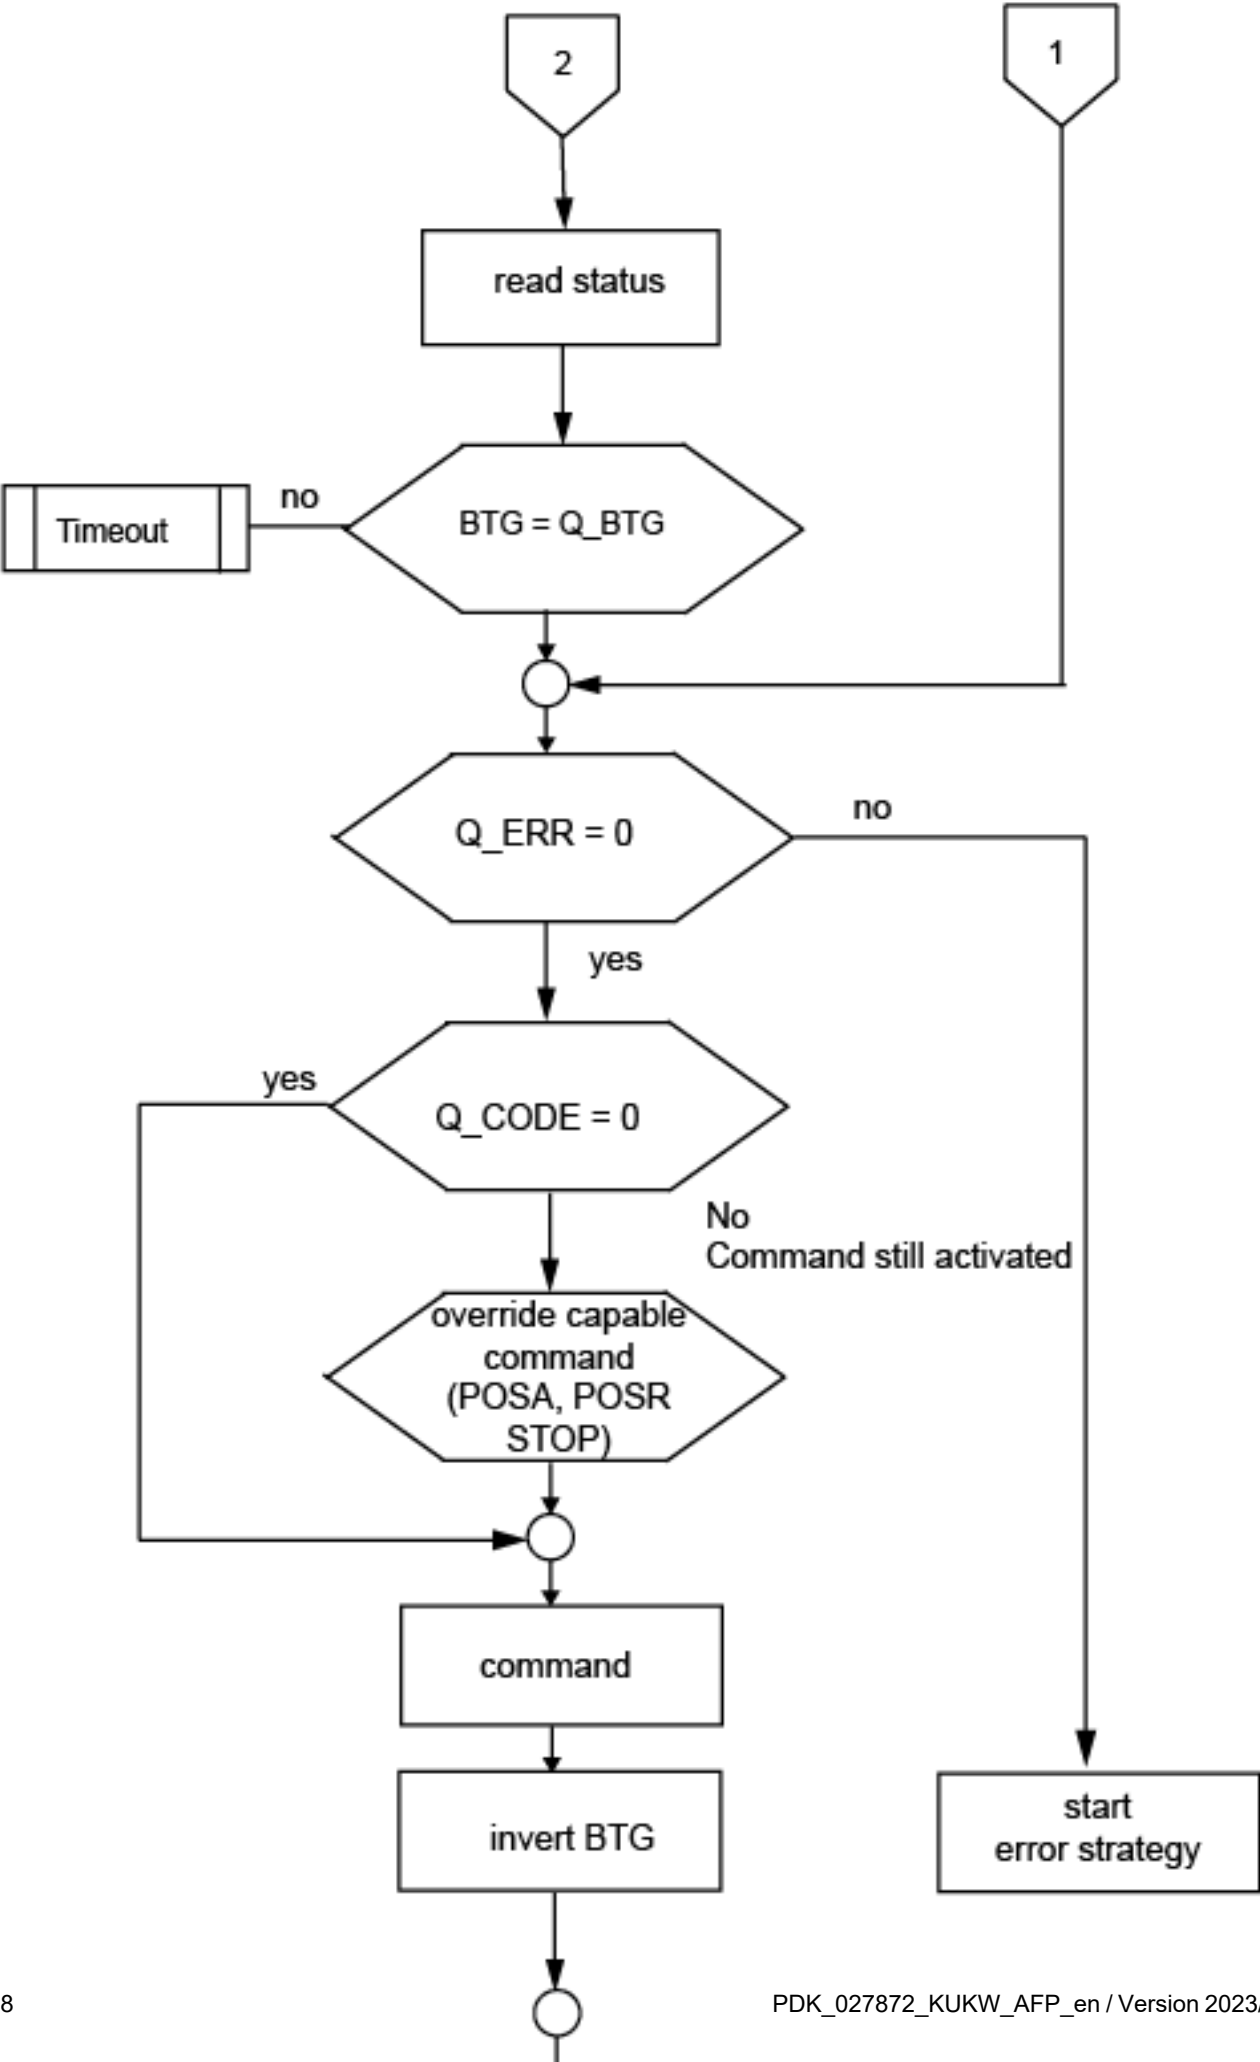 2
1
read status
no
Timeout
BTG = Q_BTG
Q_ERR = 0
no
yes
yes
Q_CODE = 0
No
Command still activated
override capable
command
(POSA, POSR
STOP)
command
invert BTG
start
error strategy
8
PDK_027872_KUKW_AFP_en / Version 2023/